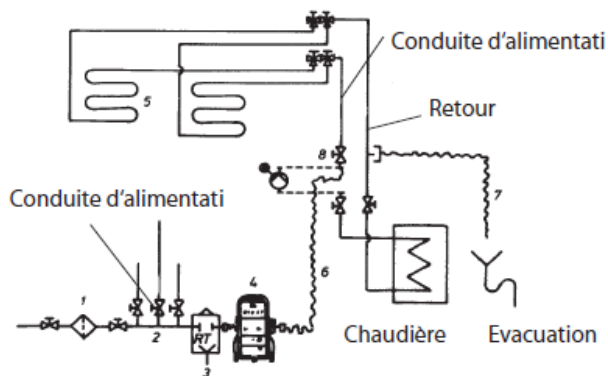 Conduite d'alimentati
Retour
5
8
Conduite d'alimentati
7
6
4
1
2
RT
3
Chaudière
Evacuation